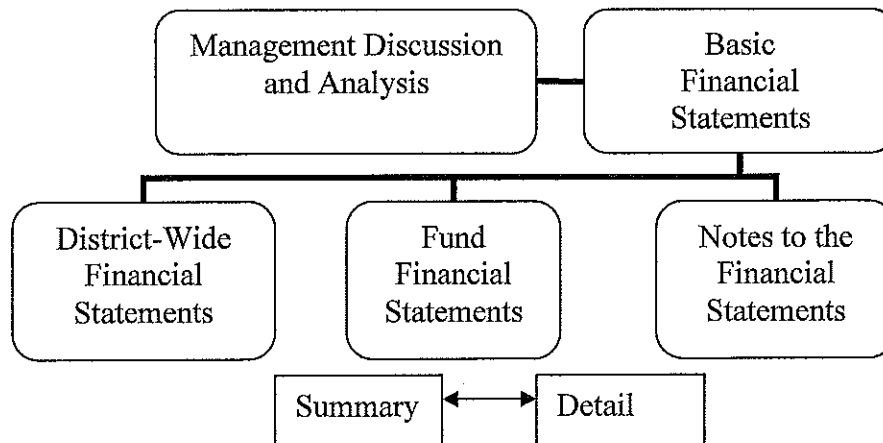 Management Discussion
and Analysis
Basic
Financial
Statements
District-Wide
Financial
Statements
Fund
Financial
Statements
Notes to the
Financial
Statements
Summary
Detail